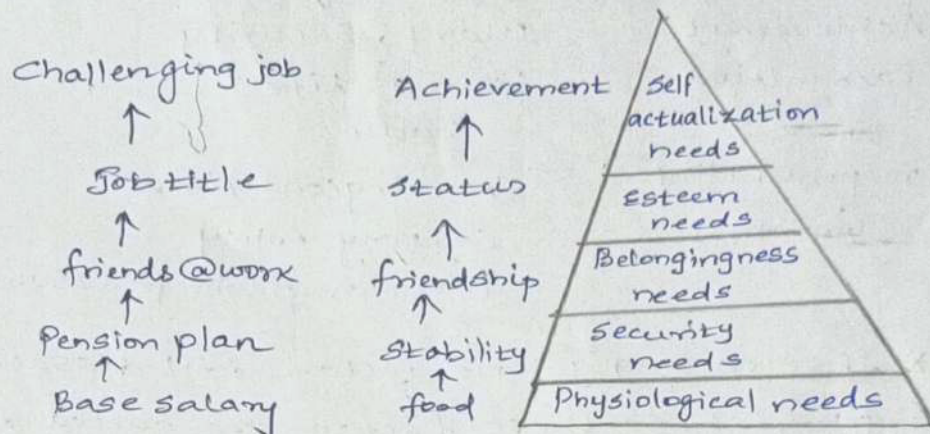 Challenging job
Job title
friends@work
Pension plan
Base salary
Achievement
Status
friendship
Stability
food
Self
actualization
needs
Esteem
needs
Belongingness
needs
Security
needs
Physiological needs